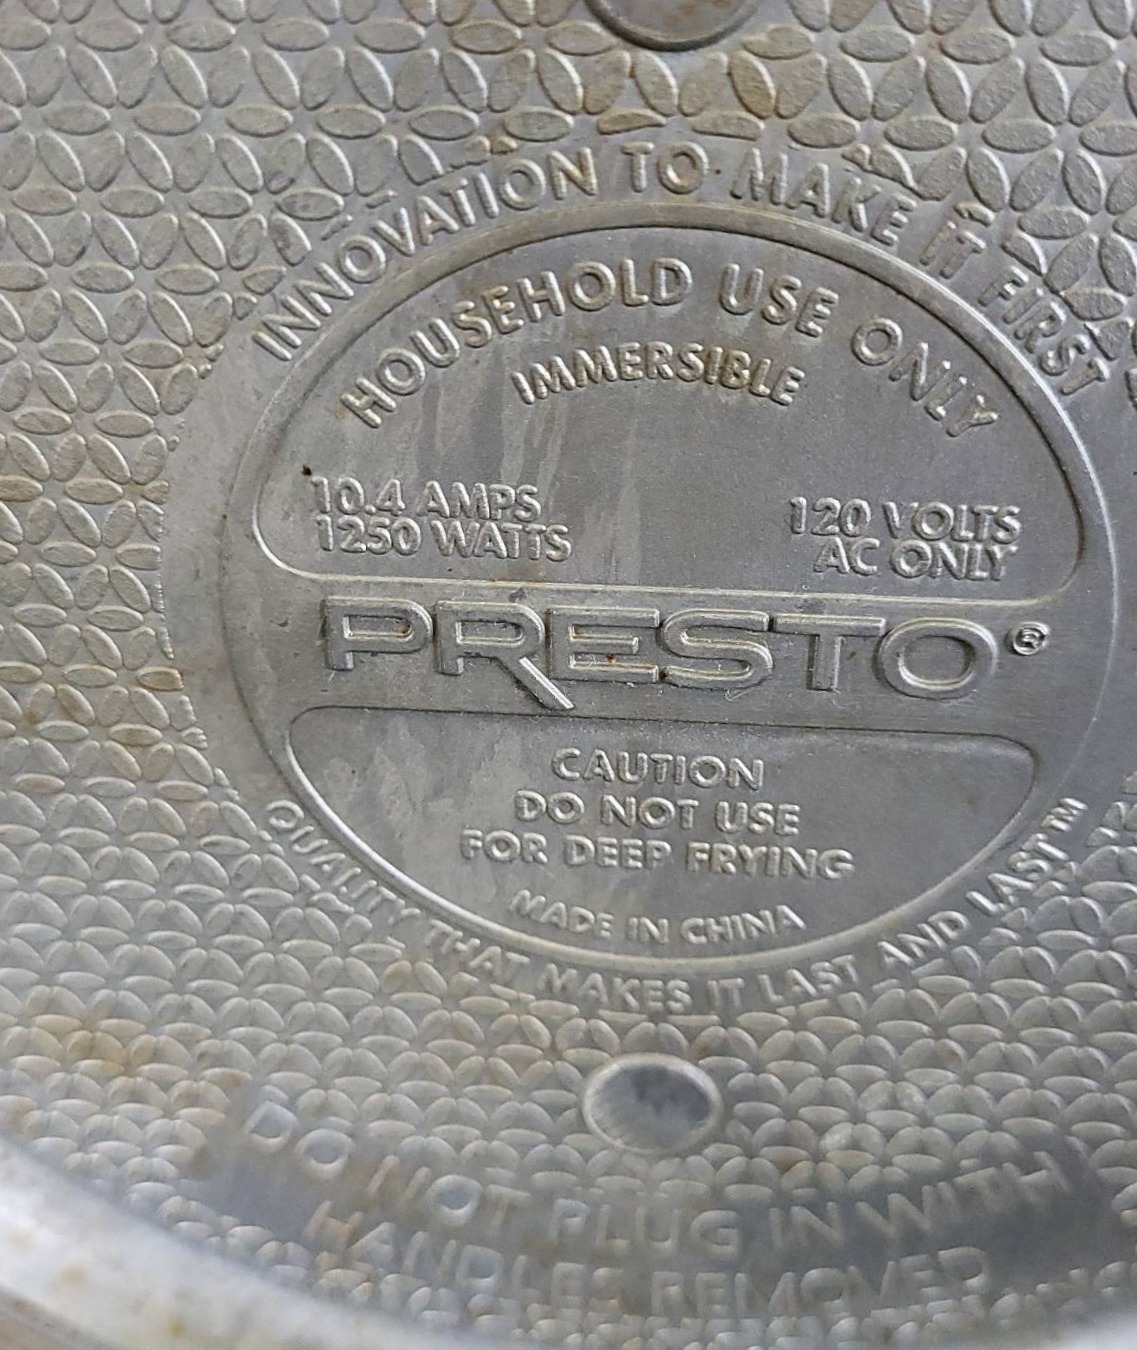 INNOVATION TO MAKE IT FIRST
HOUSEHOLD USE ONLY
IMMERSIBLE
10.4 AMPS
1250 WATTS
120 VOLTS
AC ONLY
PRESTO®
CAUTION
DO NOT USE
FOR DEEP FRYING
MADE IN CHINA
QUALITY THAT MAKES IT LAST AND LAST™
DO NOT PLUG IN WITH
HANDLES REMOVED